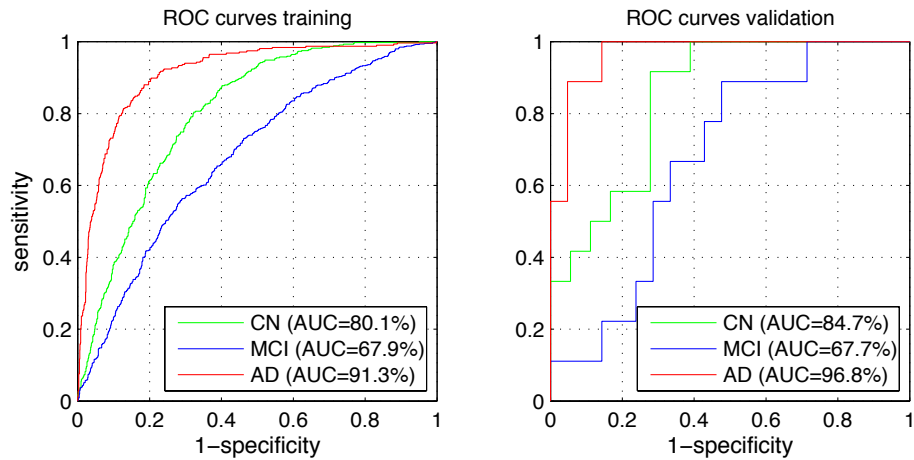 ROC curves training
sensitivity
1
0.8
0.6
0.4
0.2
0
0 0.2 0.4 0.6 0.8 1
1−specificity
CN (AUC=80.1%)
MCI (AUC=67.9%)
AD (AUC=91.3%)
ROC curves validation
1
0.8
0.6
0.4
0.2
0
0 0.2 0.4 0.6 0.8 1
1−specificity
CN (AUC=84.7%)
MCI (AUC=67.7%)
AD (AUC=96.8%)